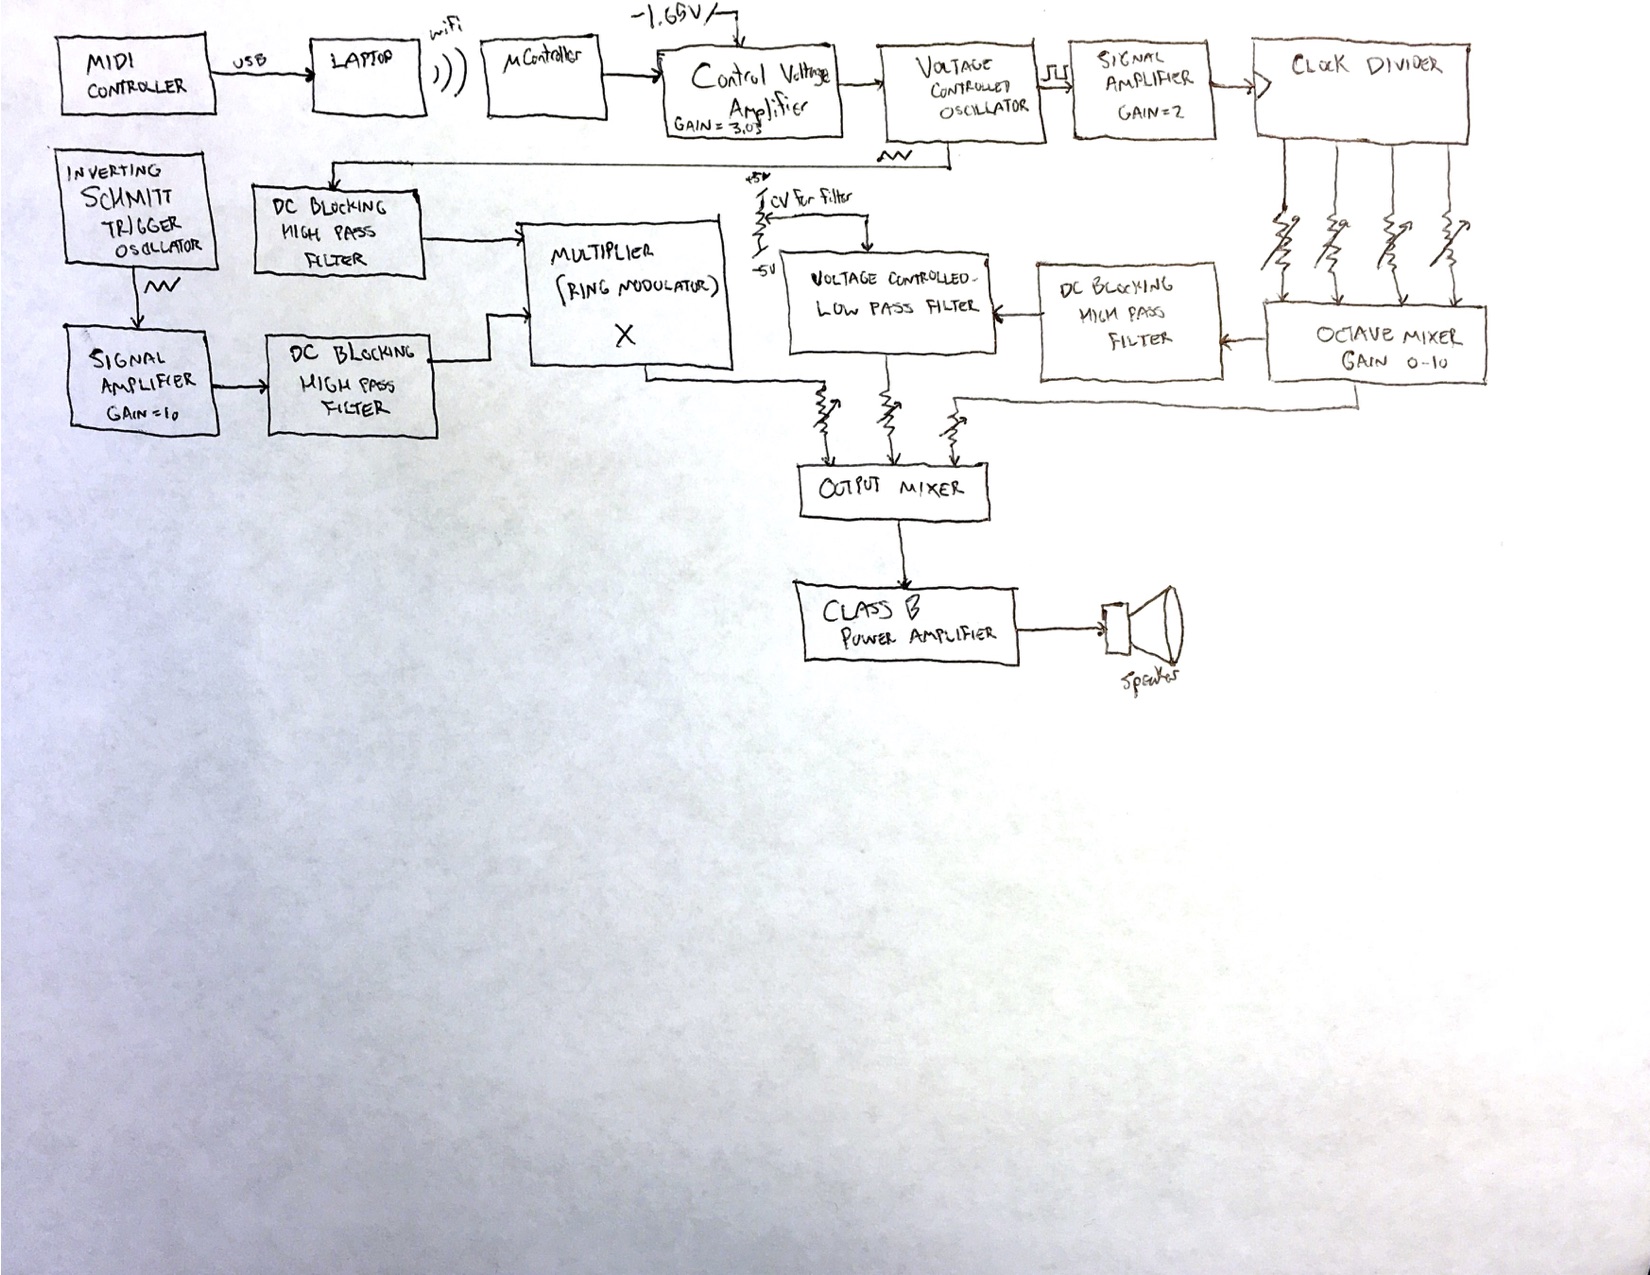 MIDI
CONTROLLER
USB
LAPTOP
wifi
μController
-1.65V
Control Voltage
Amplifier
GAIN = 3.03
VOLTAGE
CONTROLLED
OSCILLATOR
SIGNAL
AMPLIFIER
GAIN=2
CLOCK DIVIDER
INVERTING
SCHMITT
TRIGGER
OSCILLATOR
DC BLOCKING
HIGH PASS
FILTER
MULTIPLIER
(RING MODULATOR)
X
+5V
CV for filter
-5V
VOLTAGE CONTROLLED
LOW PASS FILTER
DC BLOCKING
HIGH PASS
FILTER
OCTAVE MIXER
GAIN 0-10
SIGNAL
AMPLIFIER
GAIN=10
DC BLOCKING
HIGH PASS
FILTER
OUTPUT MIXER
CLASS B
POWER AMPLIFIER
Speaker